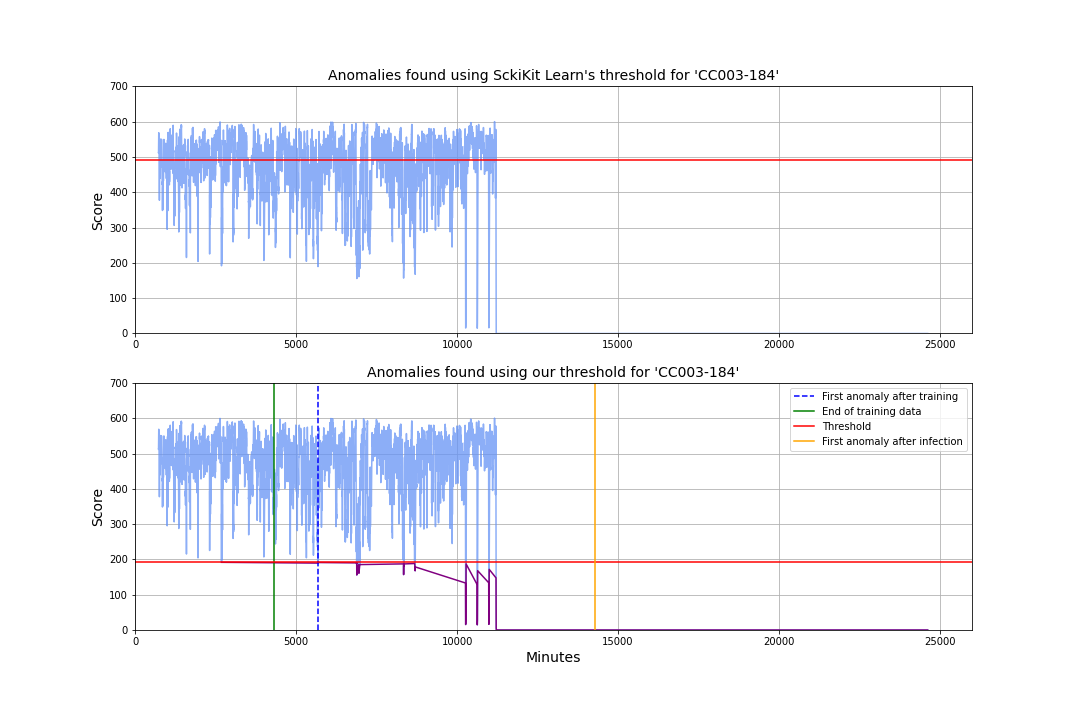 Anomalies found using SckiKit Learn's threshold for 'CC003-184'
700
600
500
400
300
200
100
0
Score
0 5000 10000 15000 20000 25000
Anomalies found using our threshold for 'CC003-184'
700
600
500
400
300
200
100
0
Score
First anomaly after training
End of training data
Threshold
First anomaly after infection
0 5000 10000 15000 20000 25000
Minutes